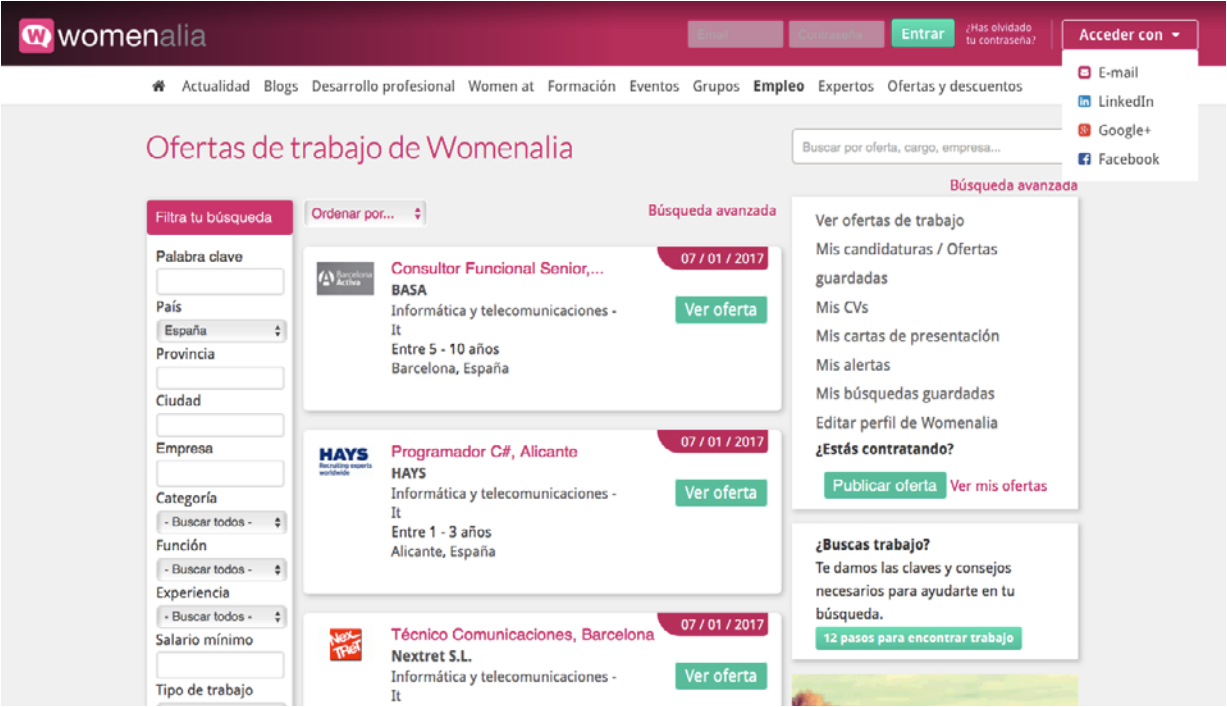 womenalia
Email
Contraseña
Entrar
¿Has olvidado
tu contraseña?
Acceder con
E-mail
LinkedIn
Google+
Facebook
Actualidad Blogs Desarrollo profesional Women at Formación Eventos Grupos Empleo Expertos Ofertas y descuentos
Ofertas de trabajo de Womenalia
Buscar por oferta, cargo, empresa...
Búsqueda avanzada
Filtra tu búsqueda
Palabra clave
País
España
Provincia
Ciudad
Empresa
Categoría
- Buscar todos -
Función
- Buscar todos -
Experiencia
- Buscar todos -
Salario mínimo
Tipo de trabajo
Ordenar por...
Búsqueda avanzada
07 / 01 / 2017
Barcelona
Activa
Consultor Funcional Senior,...
BASA
Informática y telecomunicaciones -
It
Entre 5 - 10 años
Barcelona, España
Ver oferta
07 / 01 / 2017
HAYS
Recruiting experts
worldwide
Programador C#, Alicante
HAYS
Informática y telecomunicaciones -
It
Entre 1 - 3 años
Alicante, España
Ver oferta
07 / 01 / 2017
NexTReT
Técnico Comunicaciones, Barcelona
Nextret S.L.
Informática y telecomunicaciones -
It
Ver oferta
Ver ofertas de trabajo
Mis candidaturas / Ofertas
guardadas
Mis CVs
Mis cartas de presentación
Mis alertas
Mis búsquedas guardadas
Editar perfil de Womenalia
¿Estás contratando?
Publicar oferta Ver mis ofertas
¿Buscas trabajo?
Te damos las claves y consejos
necesarios para ayudarte en tu
búsqueda.
12 pasos para encontrar trabajo